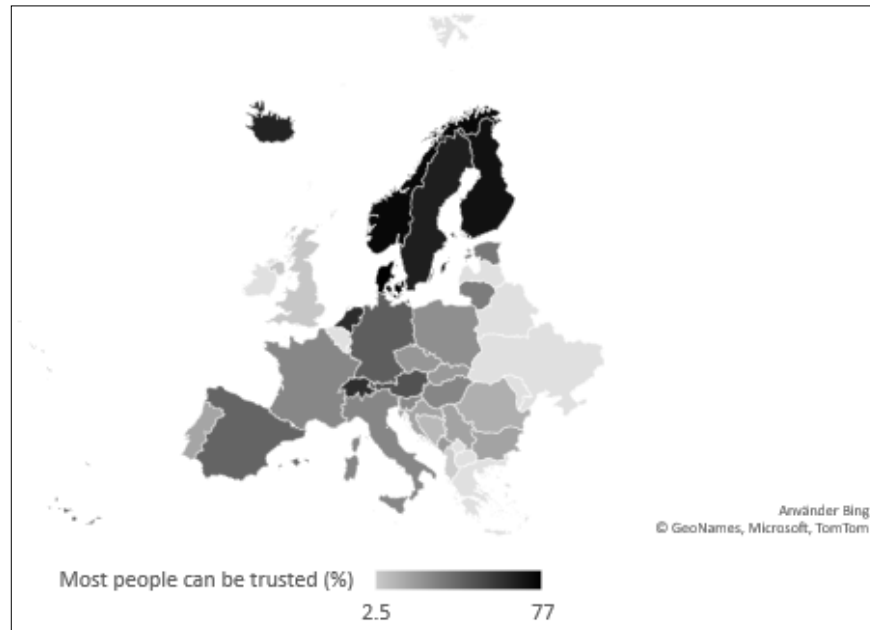 Använder Bing
© GeoNames, Microsoft, TomTom
Most people can be trusted (%)
2.5 77